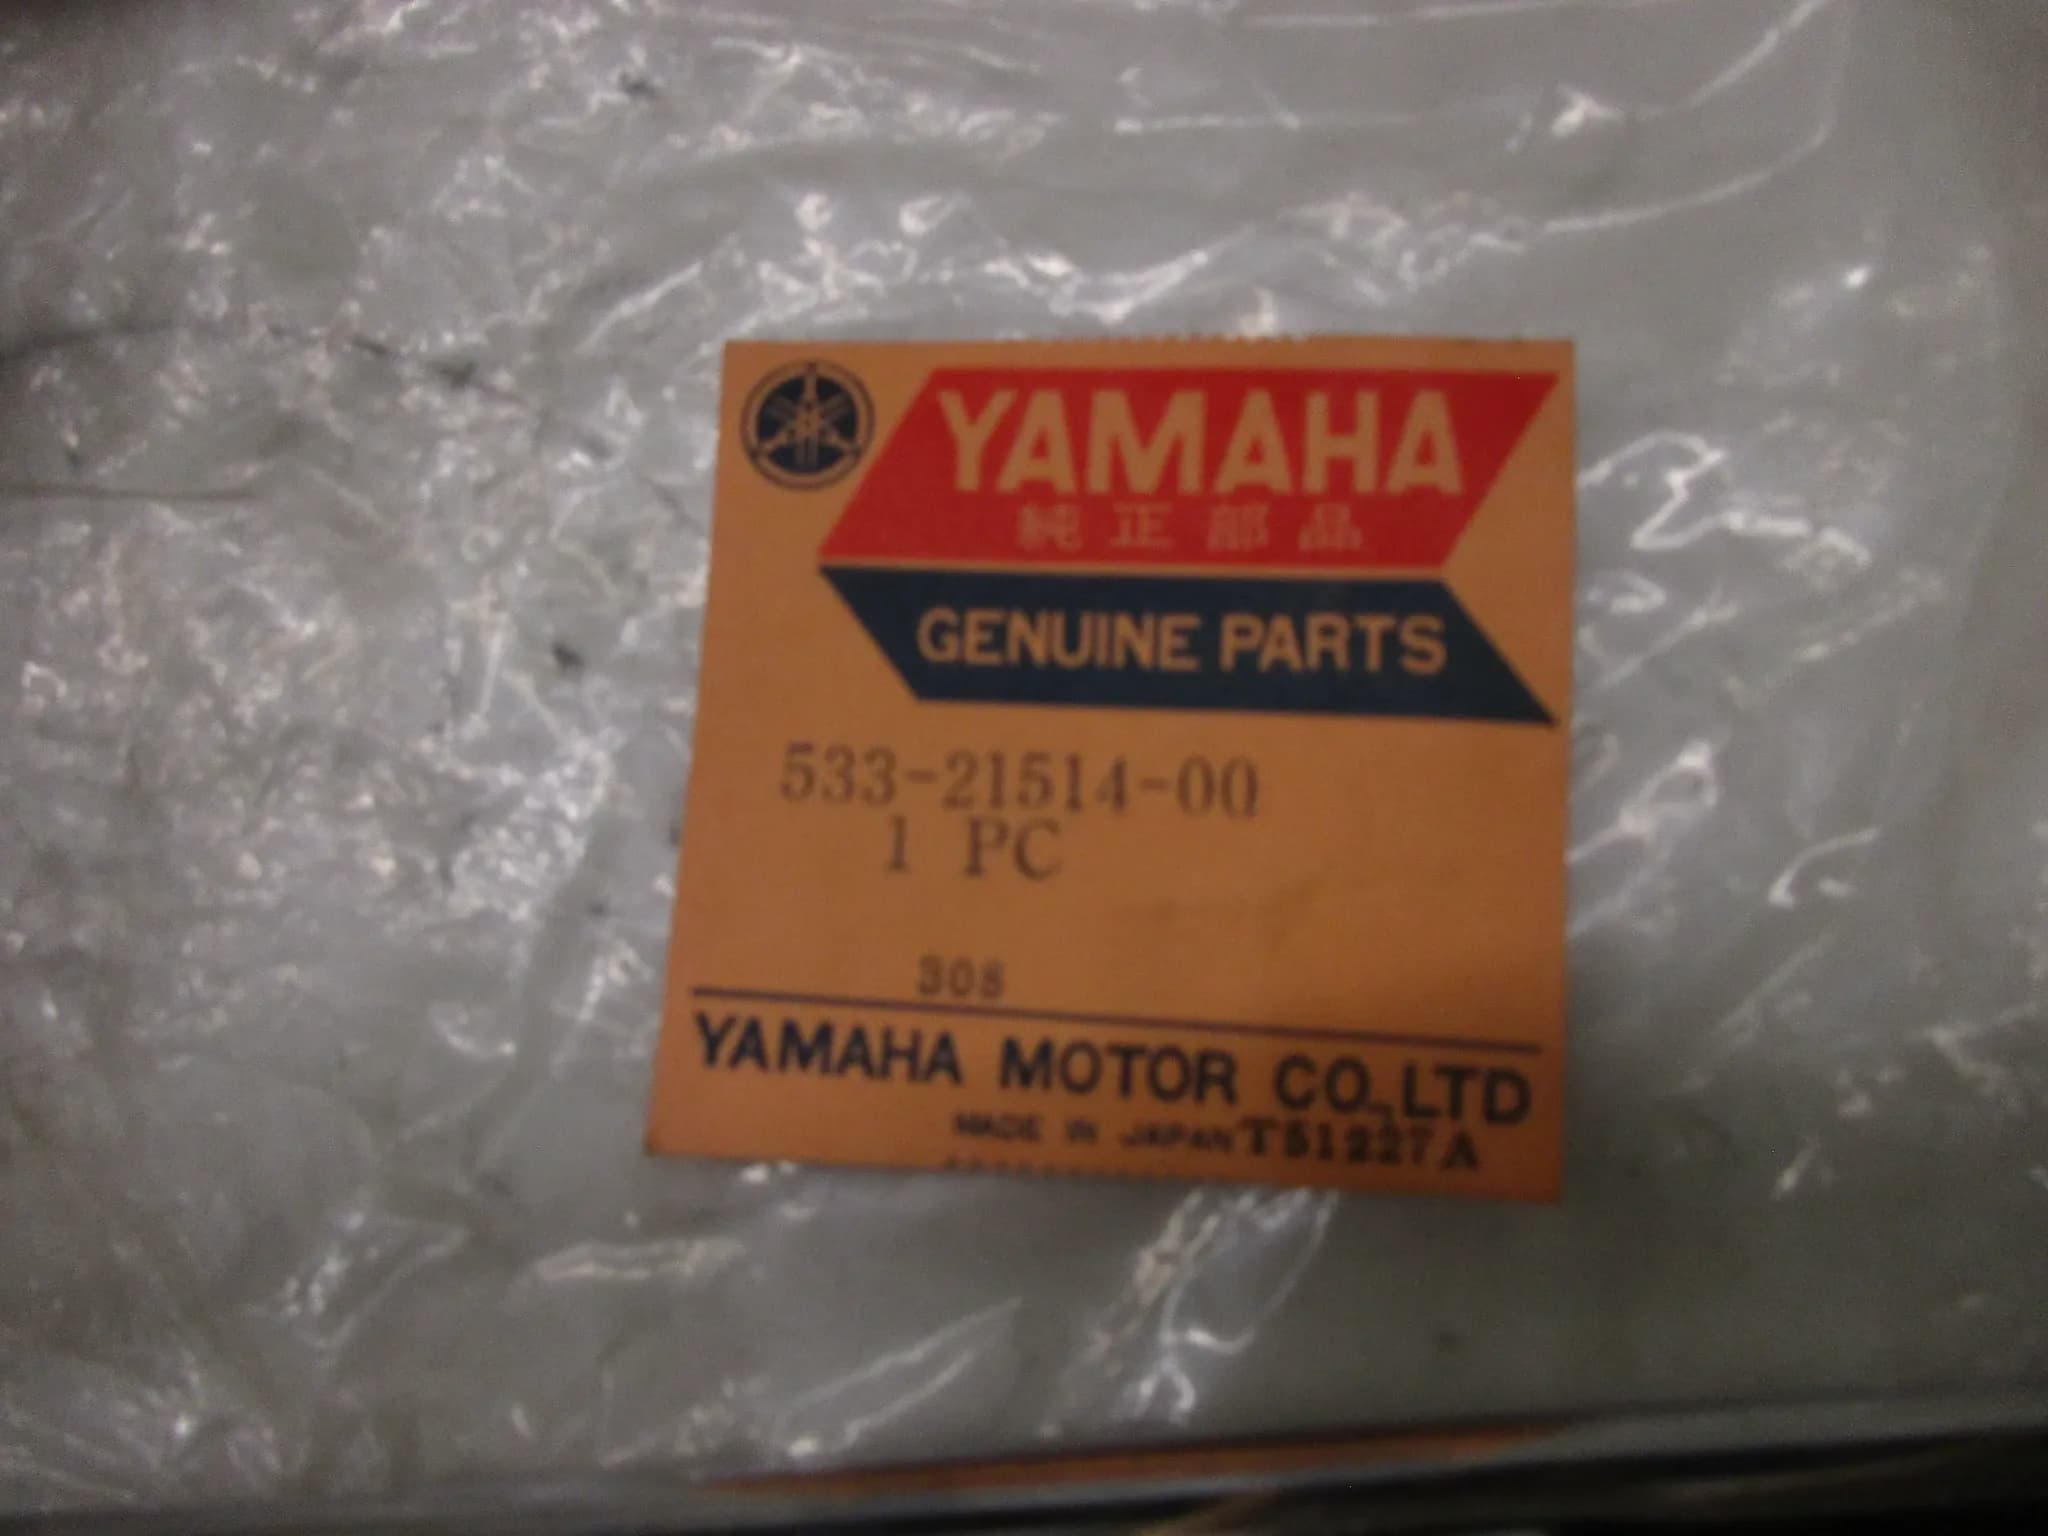 YAMAHA
純正部品
GENUINE PARTS
533-21514-00
1 PC
308
YAMAHA MOTOR CO., LTD
MADE IN JAPAN T51227A